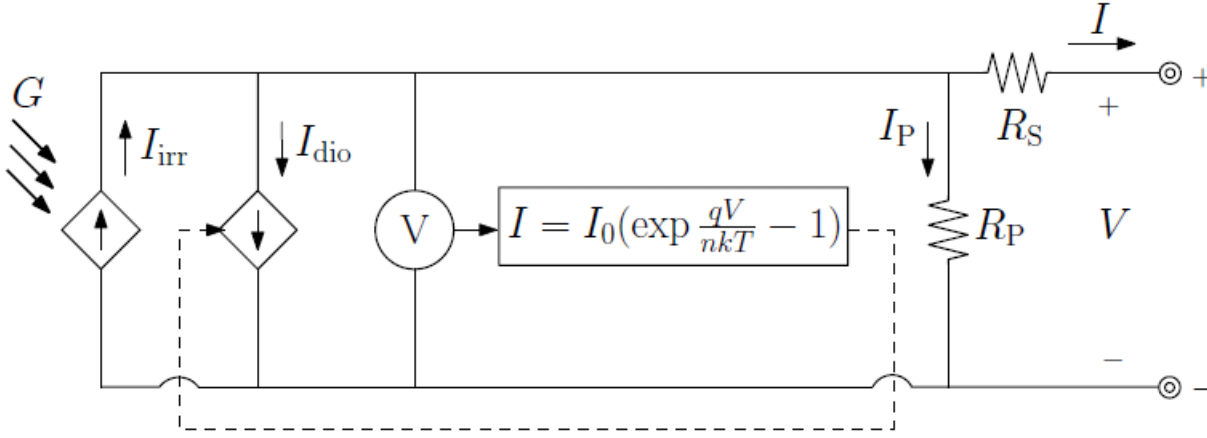 I
G
I_irr
I_dio
V
I = I_0(exp qV/nkT − 1)
I_P
R_P
R_S
+
+
V
−
−